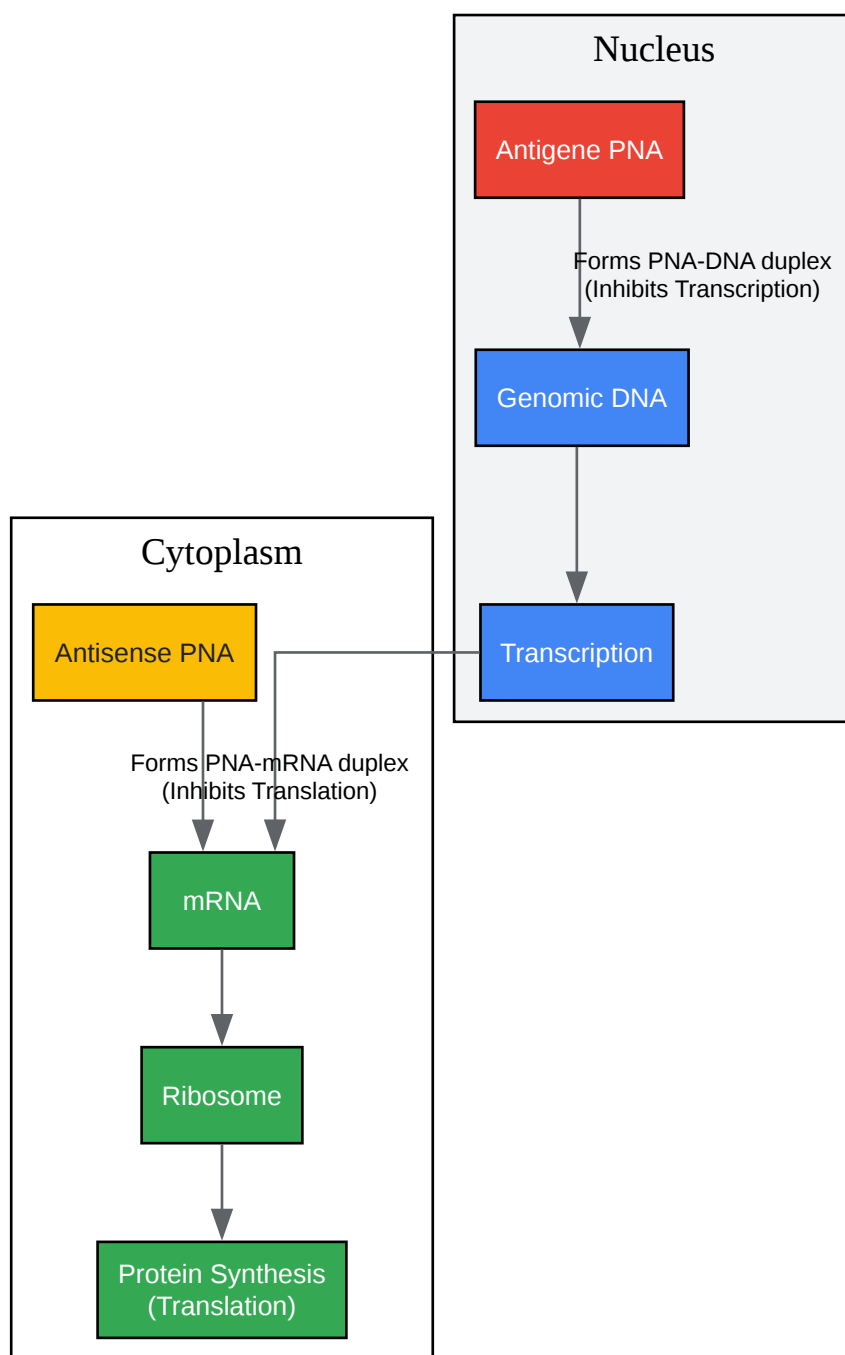 Nucleus
Antigene PNA
Forms PNA-DNA duplex
(Inhibits Transcription)
Genomic DNA
Transcription
Cytoplasm
Antisense PNA
Forms PNA-mRNA duplex
(Inhibits Translation)
mRNA
Ribosome
Protein Synthesis
(Translation)